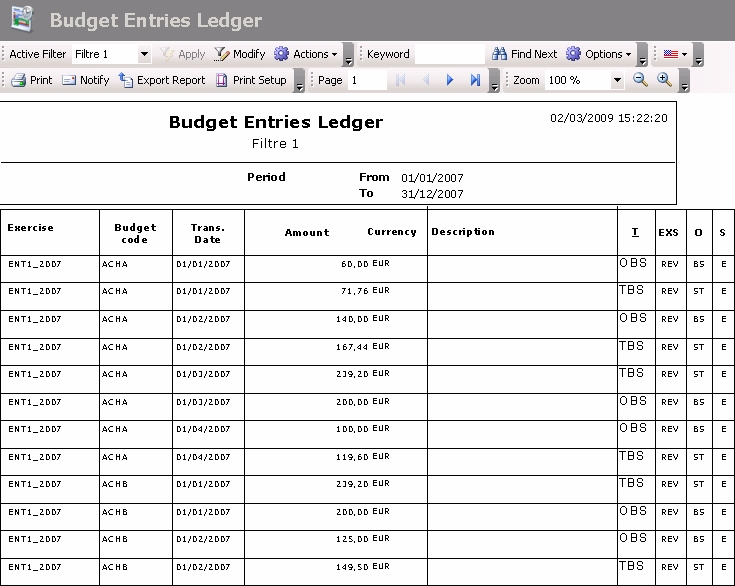 Budget Entries Ledger
Active Filter Filtre 1 Apply Modify Actions Keyword Find Next Options
Print Notify Export Report Print Setup Page 1 Zoom 100 %
Budget Entries Ledger 02/03/2009 15:22:20
Filtre 1
Period From 01/01/2007
To 31/12/2007
Exercise Budget code Trans. Date Amount Currency Description T EXS O S
ENT1_2007 ACHA 01/01/2007 60,00 EUR OBS REV BS E
ENT1_2007 ACHA 01/01/2007 71,76 EUR TBS REV ST E
ENT1_2007 ACHA 01/02/2007 140,00 EUR OBS REV BS E
ENT1_2007 ACHA 01/02/2007 167,44 EUR TBS REV ST E
ENT1_2007 ACHA 01/03/2007 239,20 EUR TBS REV ST E
ENT1_2007 ACHA 01/03/2007 200,00 EUR OBS REV BS E
ENT1_2007 ACHA 01/04/2007 100,00 EUR OBS REV BS E
ENT1_2007 ACHA 01/04/2007 119,60 EUR TBS REV ST E
ENT1_2007 ACHB 01/01/2007 239,20 EUR TBS REV ST E
ENT1_2007 ACHB 01/01/2007 200,00 EUR OBS REV BS E
ENT1_2007 ACHB 01/02/2007 125,00 EUR OBS REV BS E
ENT1_2007 ACHB 01/02/2007 149,50 EUR TBS REV ST E